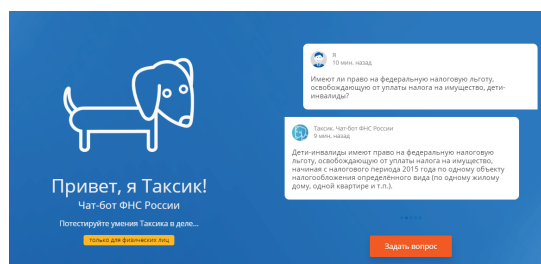 Привет, я Таксик!
Чат-бот ФНС России
Потестируйте умения Таксика в деле...
только для физических лиц
Я
10 мин. назад
Имеют ли право на федеральную налоговую льготу,
освобождающую от уплаты налога на имущество, дети-
инвалиды?
Таксик, Чат-бот ФНС России
9 мин. назад
Дети-инвалиды имеют право на федеральную налоговую
льготу, освобождающую от уплаты налога на имущество,
начиная с налогового периода 2015 года по одному объекту
налогообложения определённого вида (по одному жилому
дому, одной квартире и т.п.).
Задать вопрос